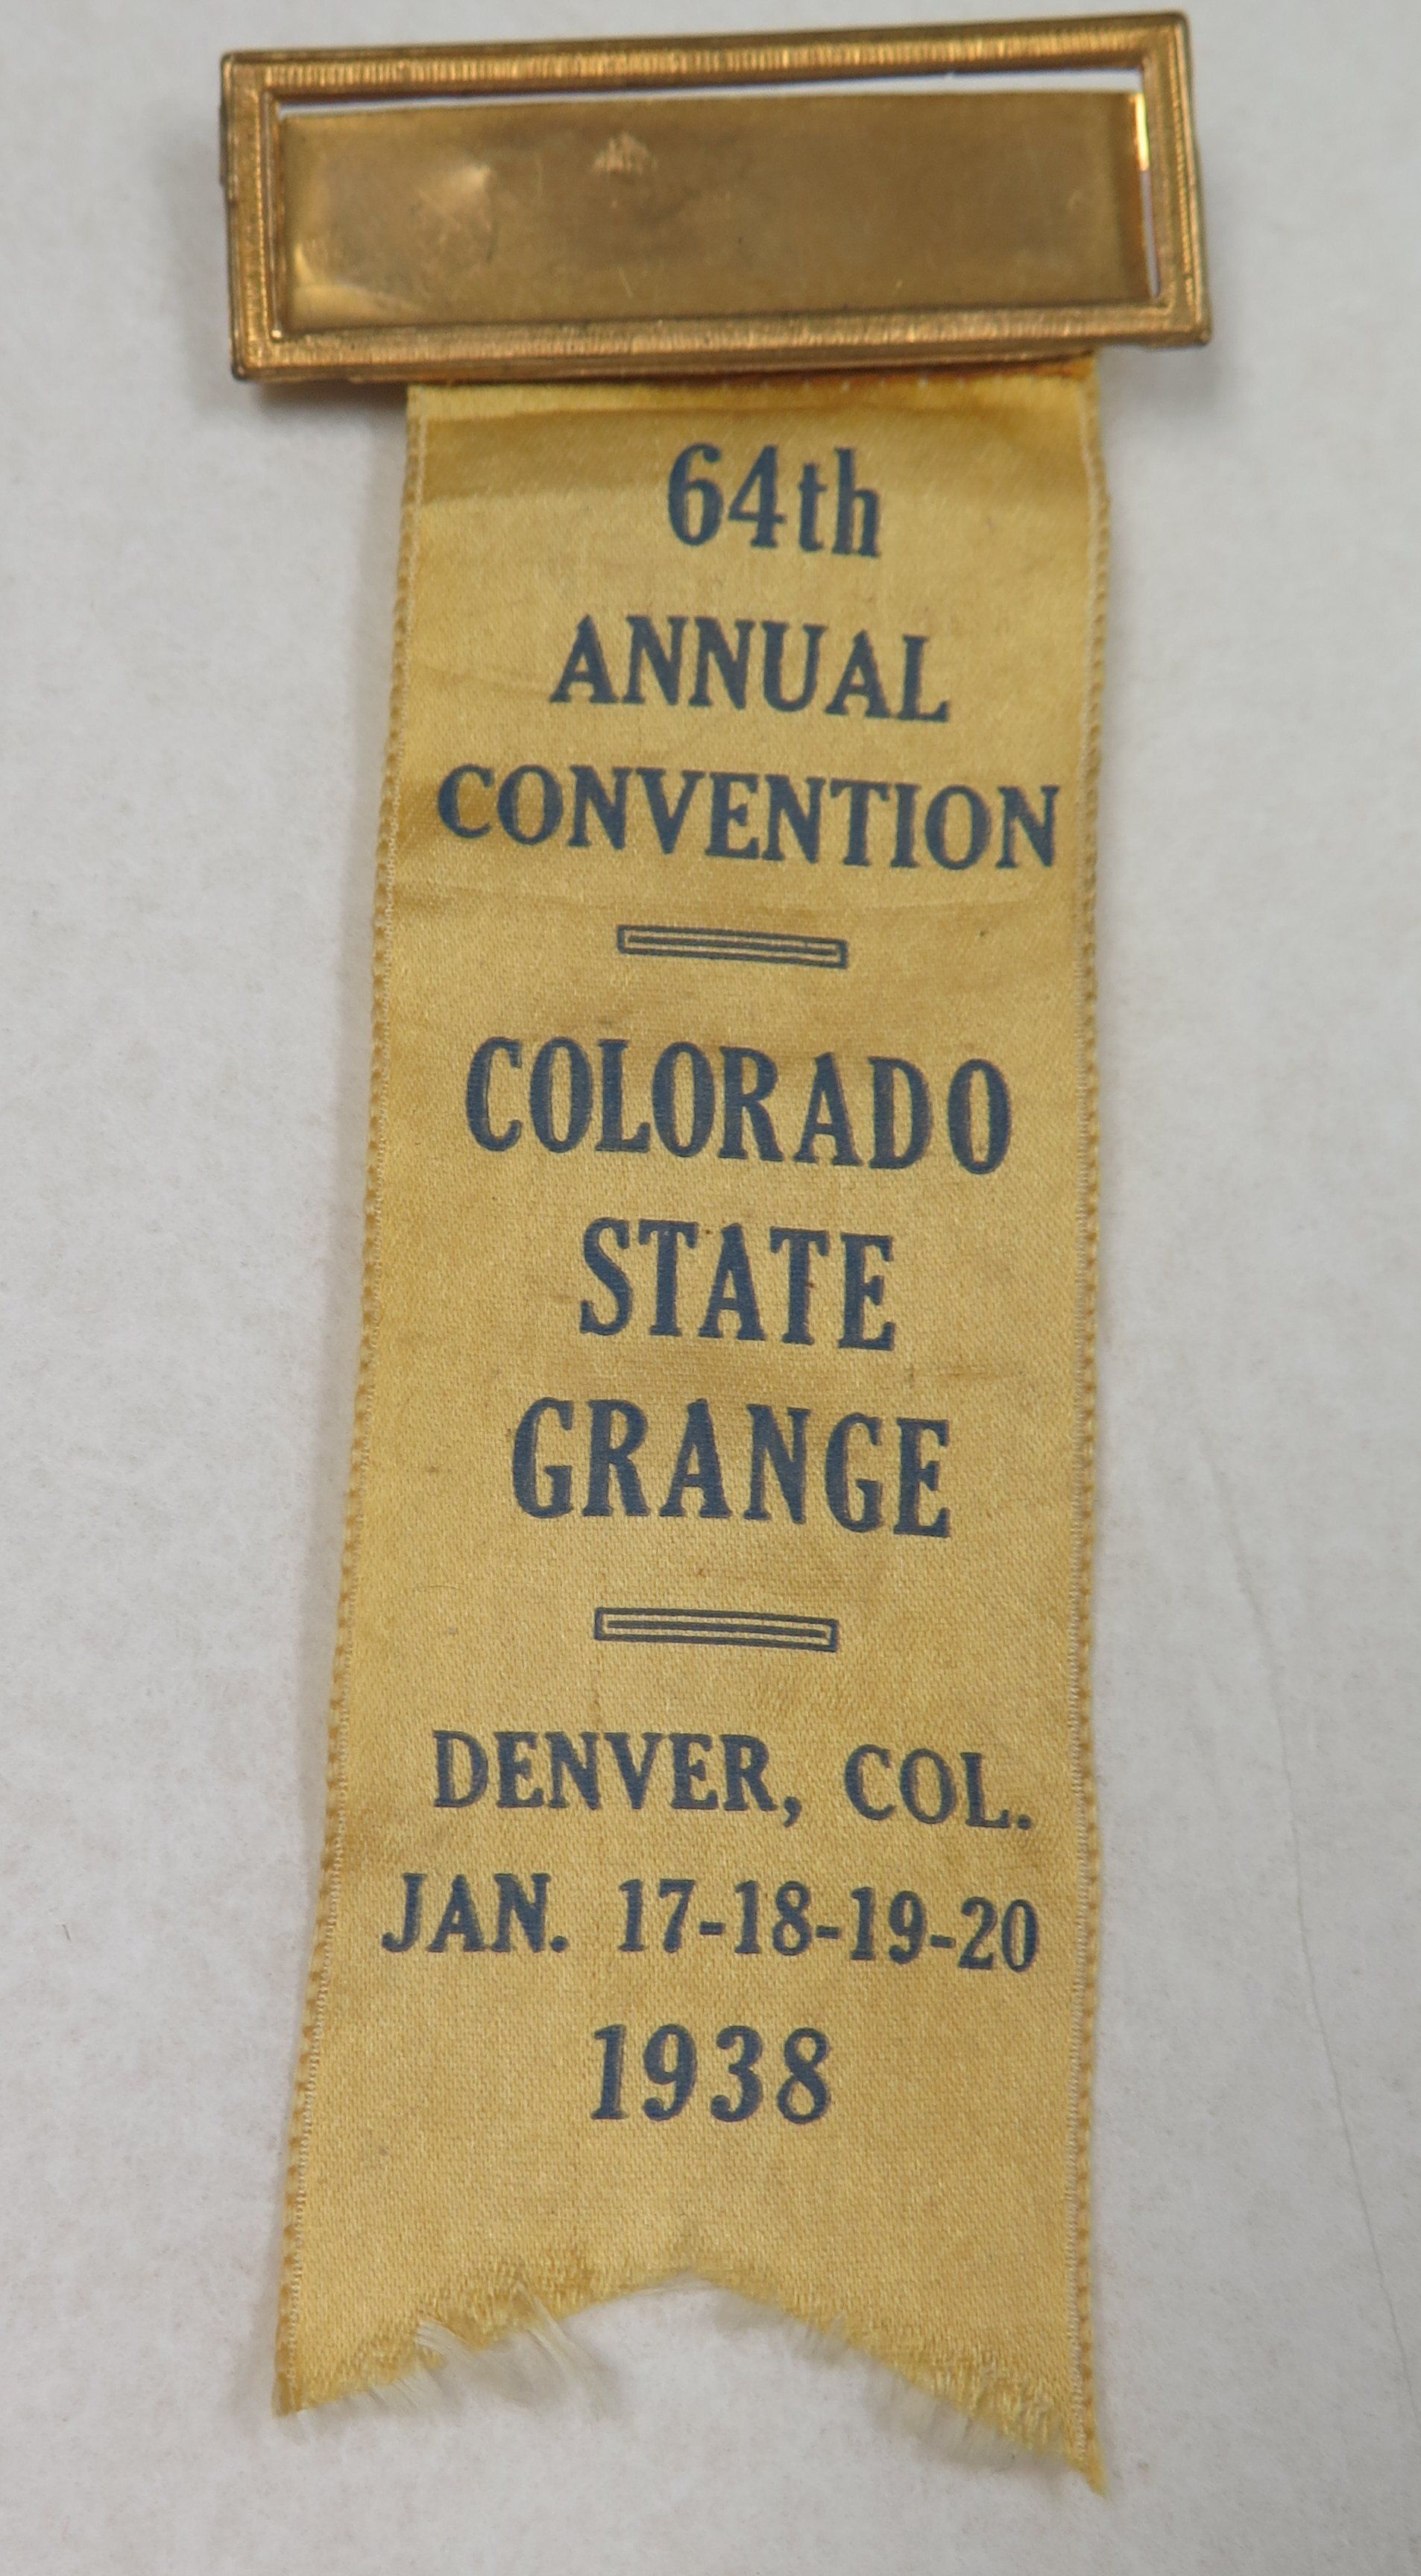 64th
ANNUAL
CONVENTION
COLORADO
STATE
GRANGE
DENVER, COL.
JAN. 17-18-19-20
1938